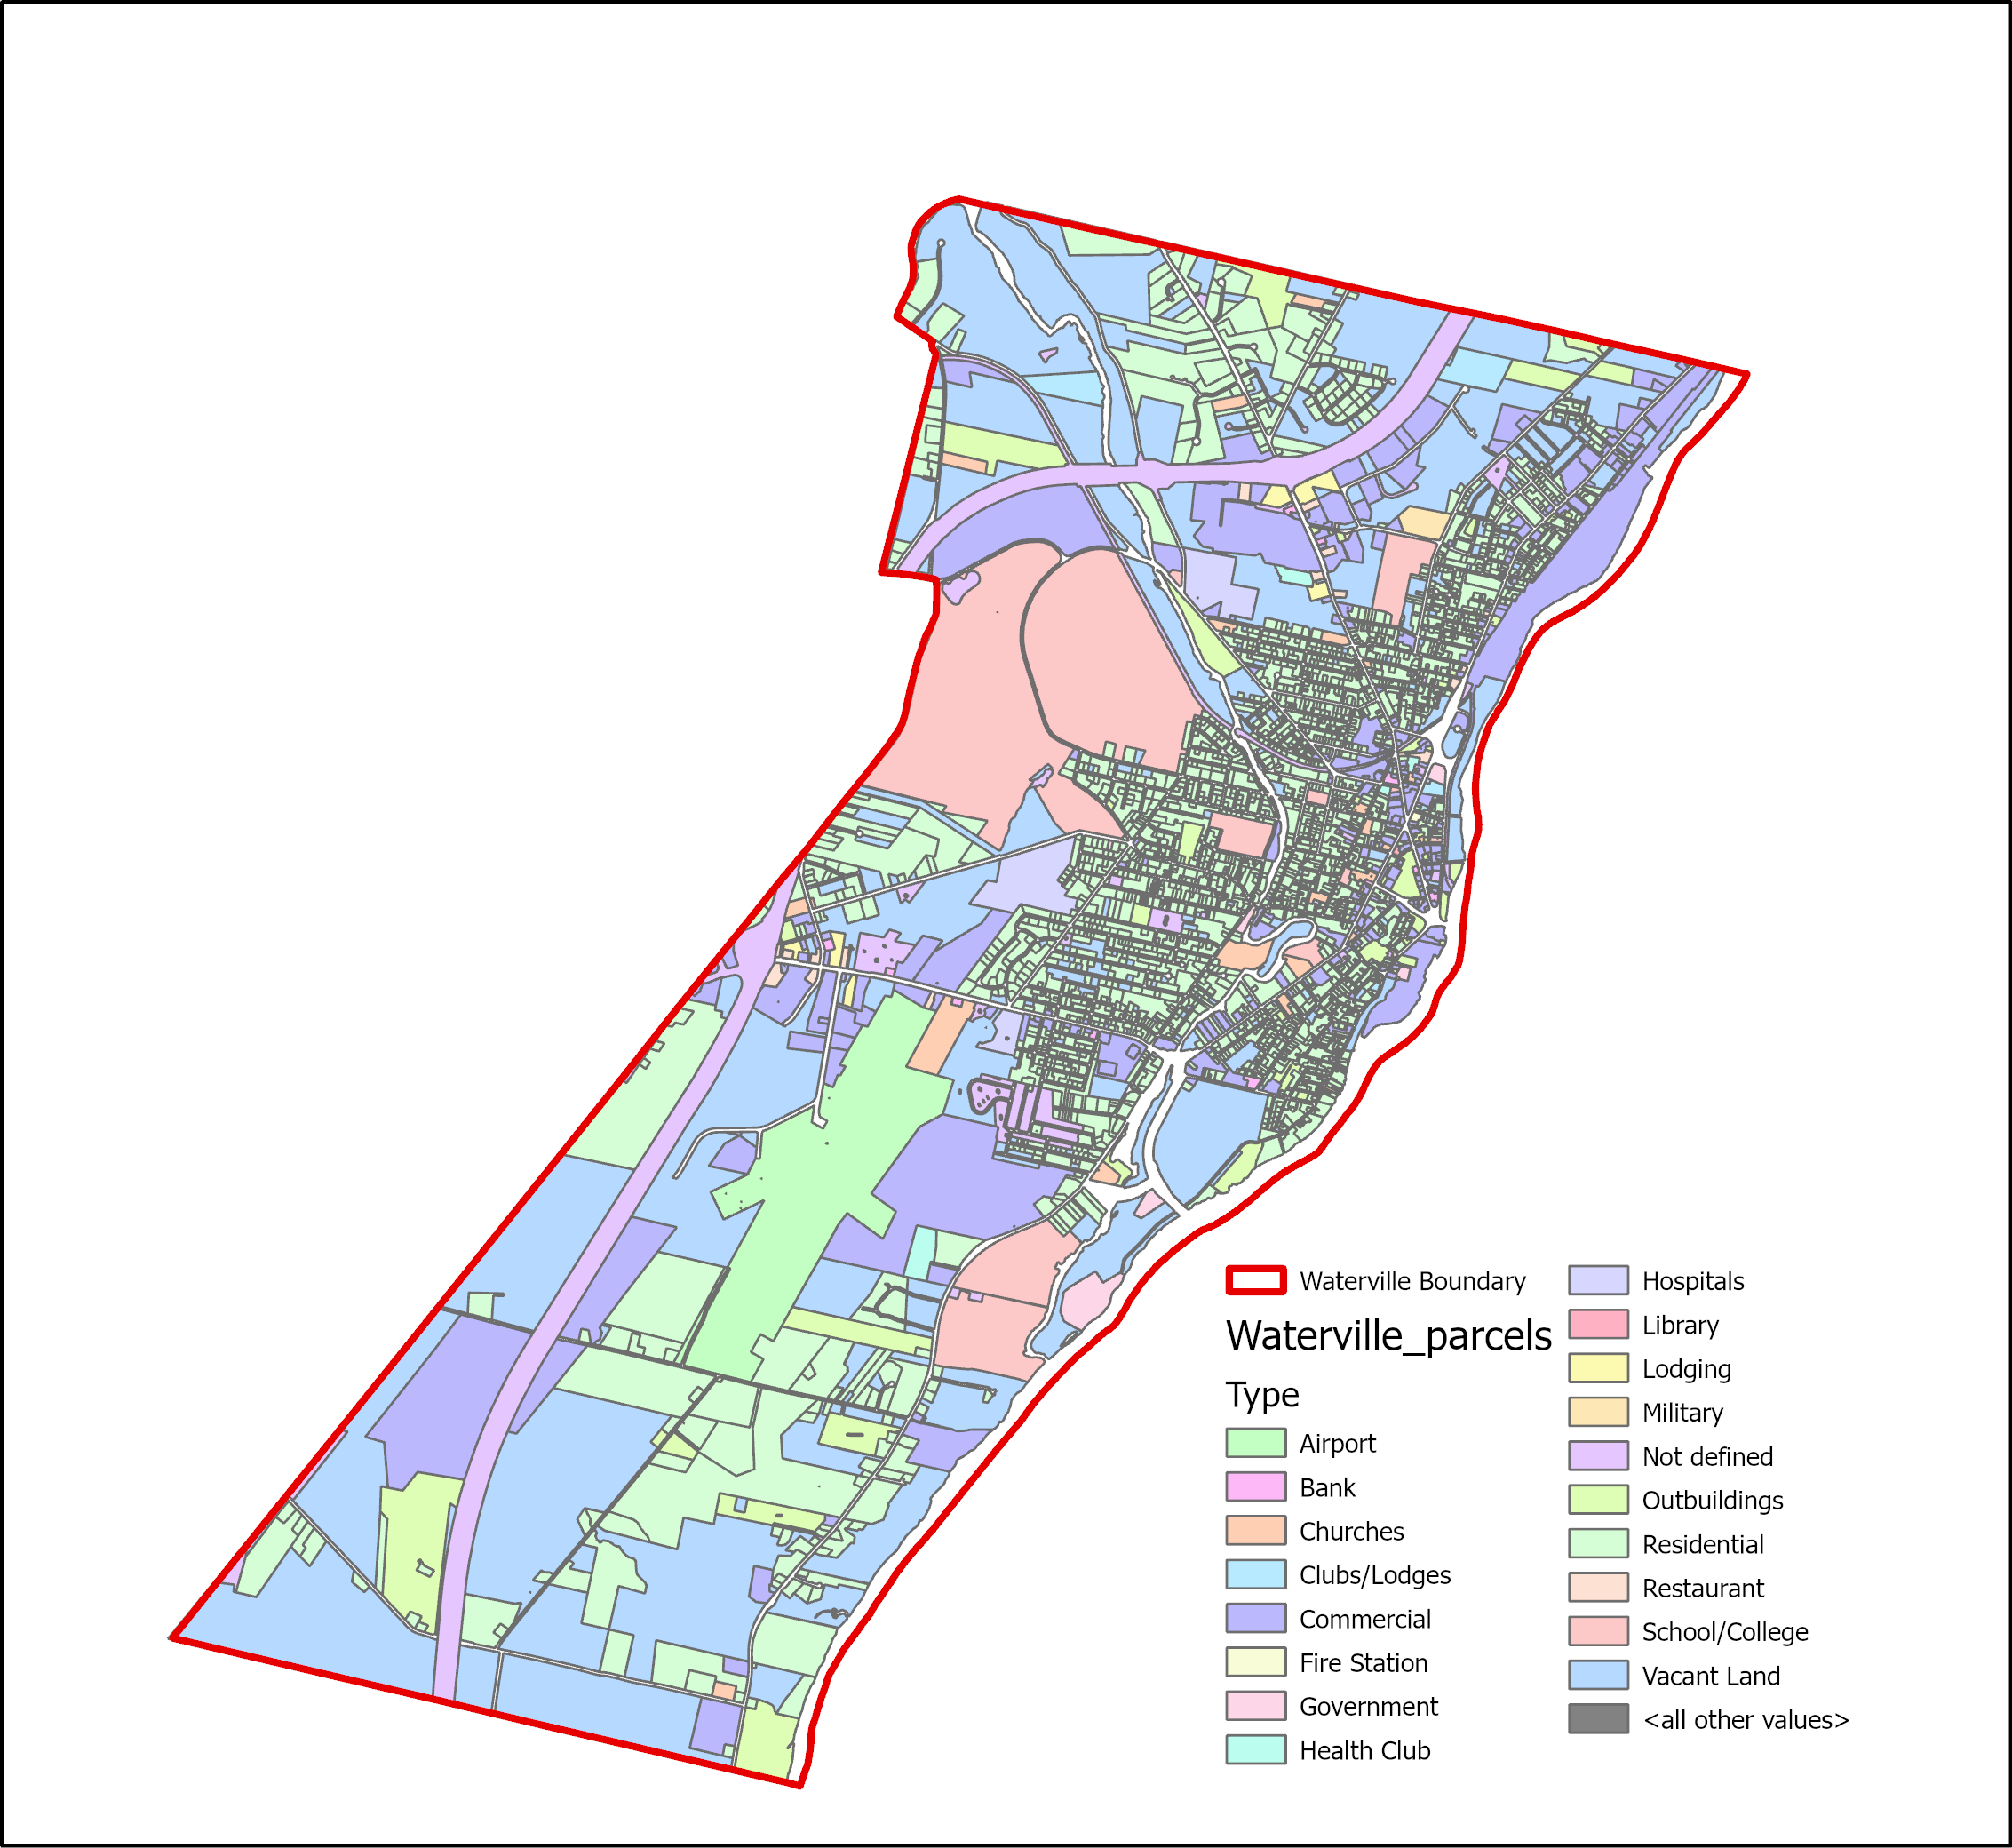 Waterville Boundary
Waterville_parcels
Type
Airport
Bank
Churches
Clubs/Lodges
Commercial
Fire Station
Government
Health Club
Hospitals
Library
Lodging
Military
Not defined
Outbuildings
Residential
Restaurant
School/College
Vacant Land
<all other values>